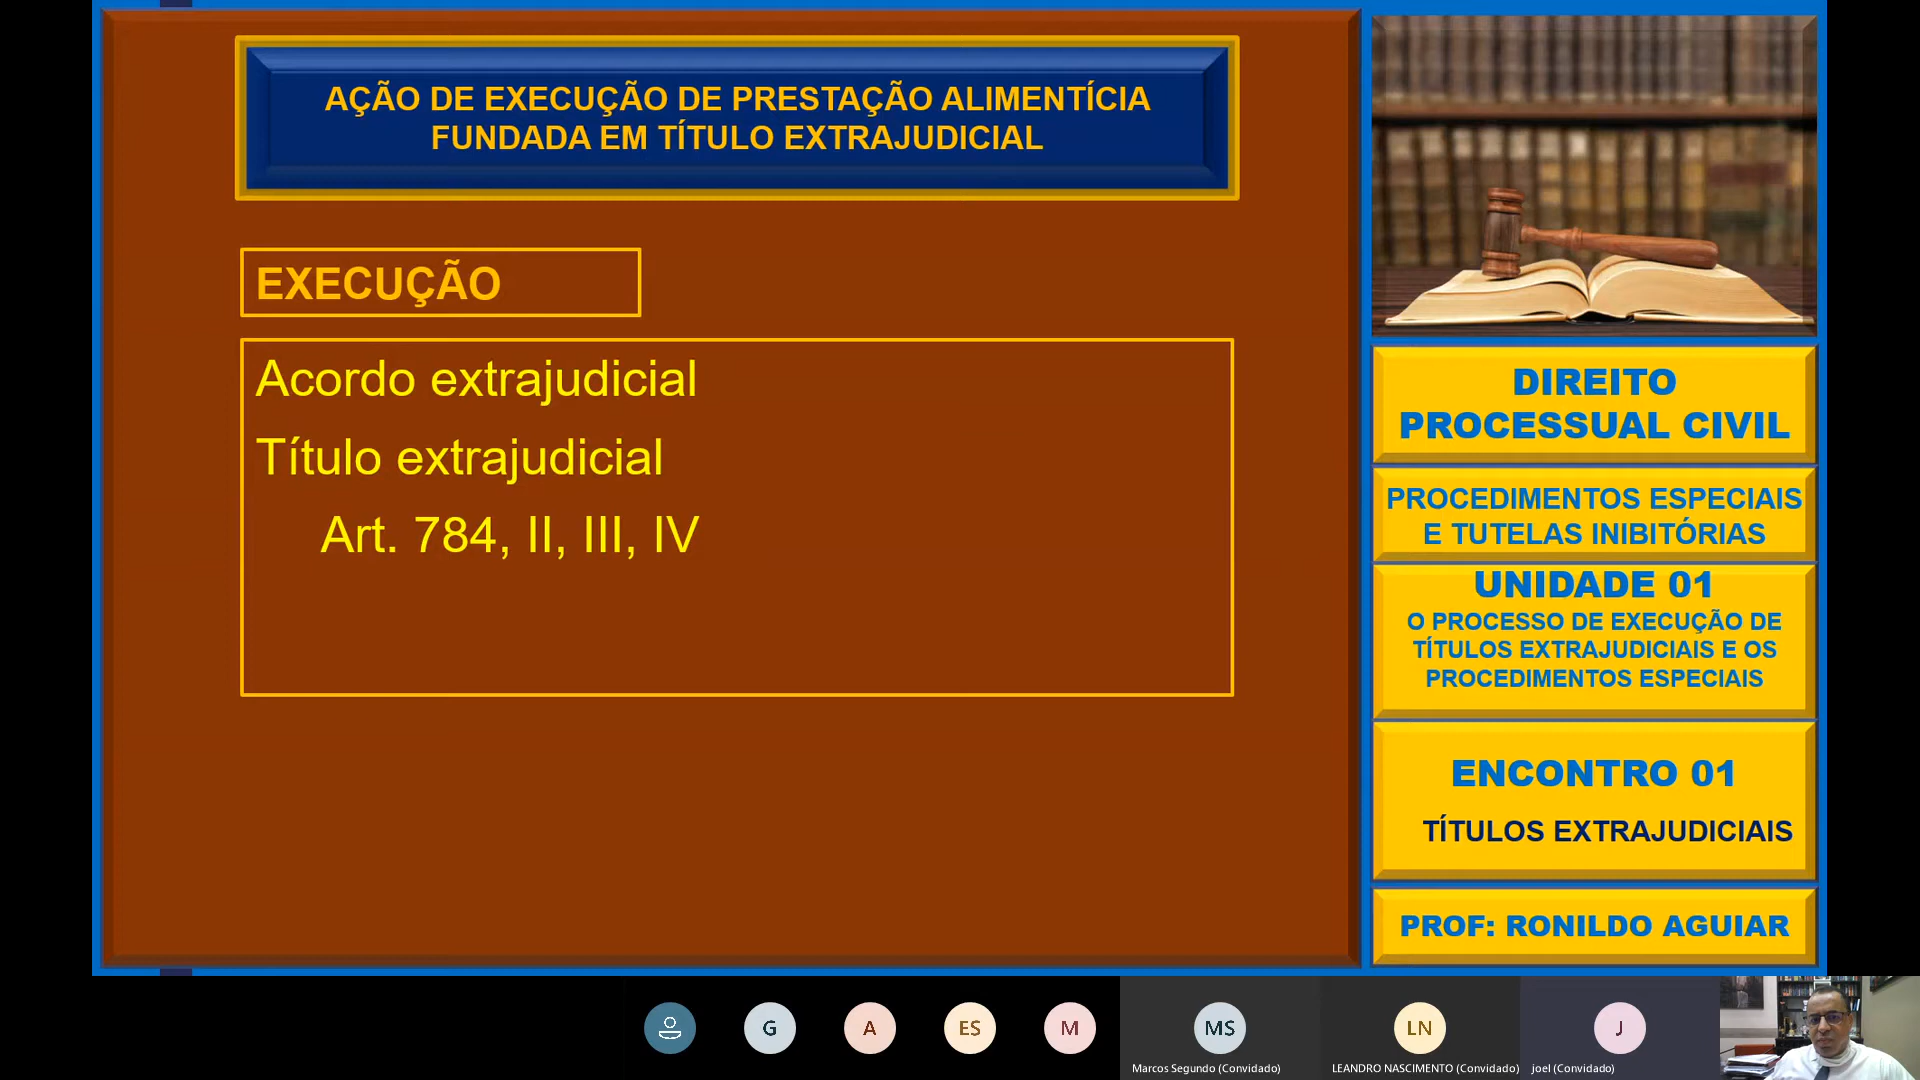 AÇÃO DE EXECUÇÃO DE PRESTAÇÃO ALIMENTÍCIA
FUNDADA EM TÍTULO EXTRAJUDICIAL
EXECUÇÃO
Acordo extrajudicial
Título extrajudicial
Art. 784, II, III, IV
DIREITO
PROCESSUAL CIVIL
PROCEDIMENTOS ESPECIAIS
E TUTELAS INIBITÓRIAS
UNIDADE 01
O PROCESSO DE EXECUÇÃO DE
TÍTULOS EXTRAJUDICIAIS E OS
PROCEDIMENTOS ESPECIAIS
ENCONTRO 01
TÍTULOS EXTRAJUDICIAIS
PROF: RONILDO AGUIAR
G
A
ES
M
MS
LN
J
Marcos Segundo (Convidado)
LEANDRO NASCIMENTO (Convidado)
joel (Convidado)